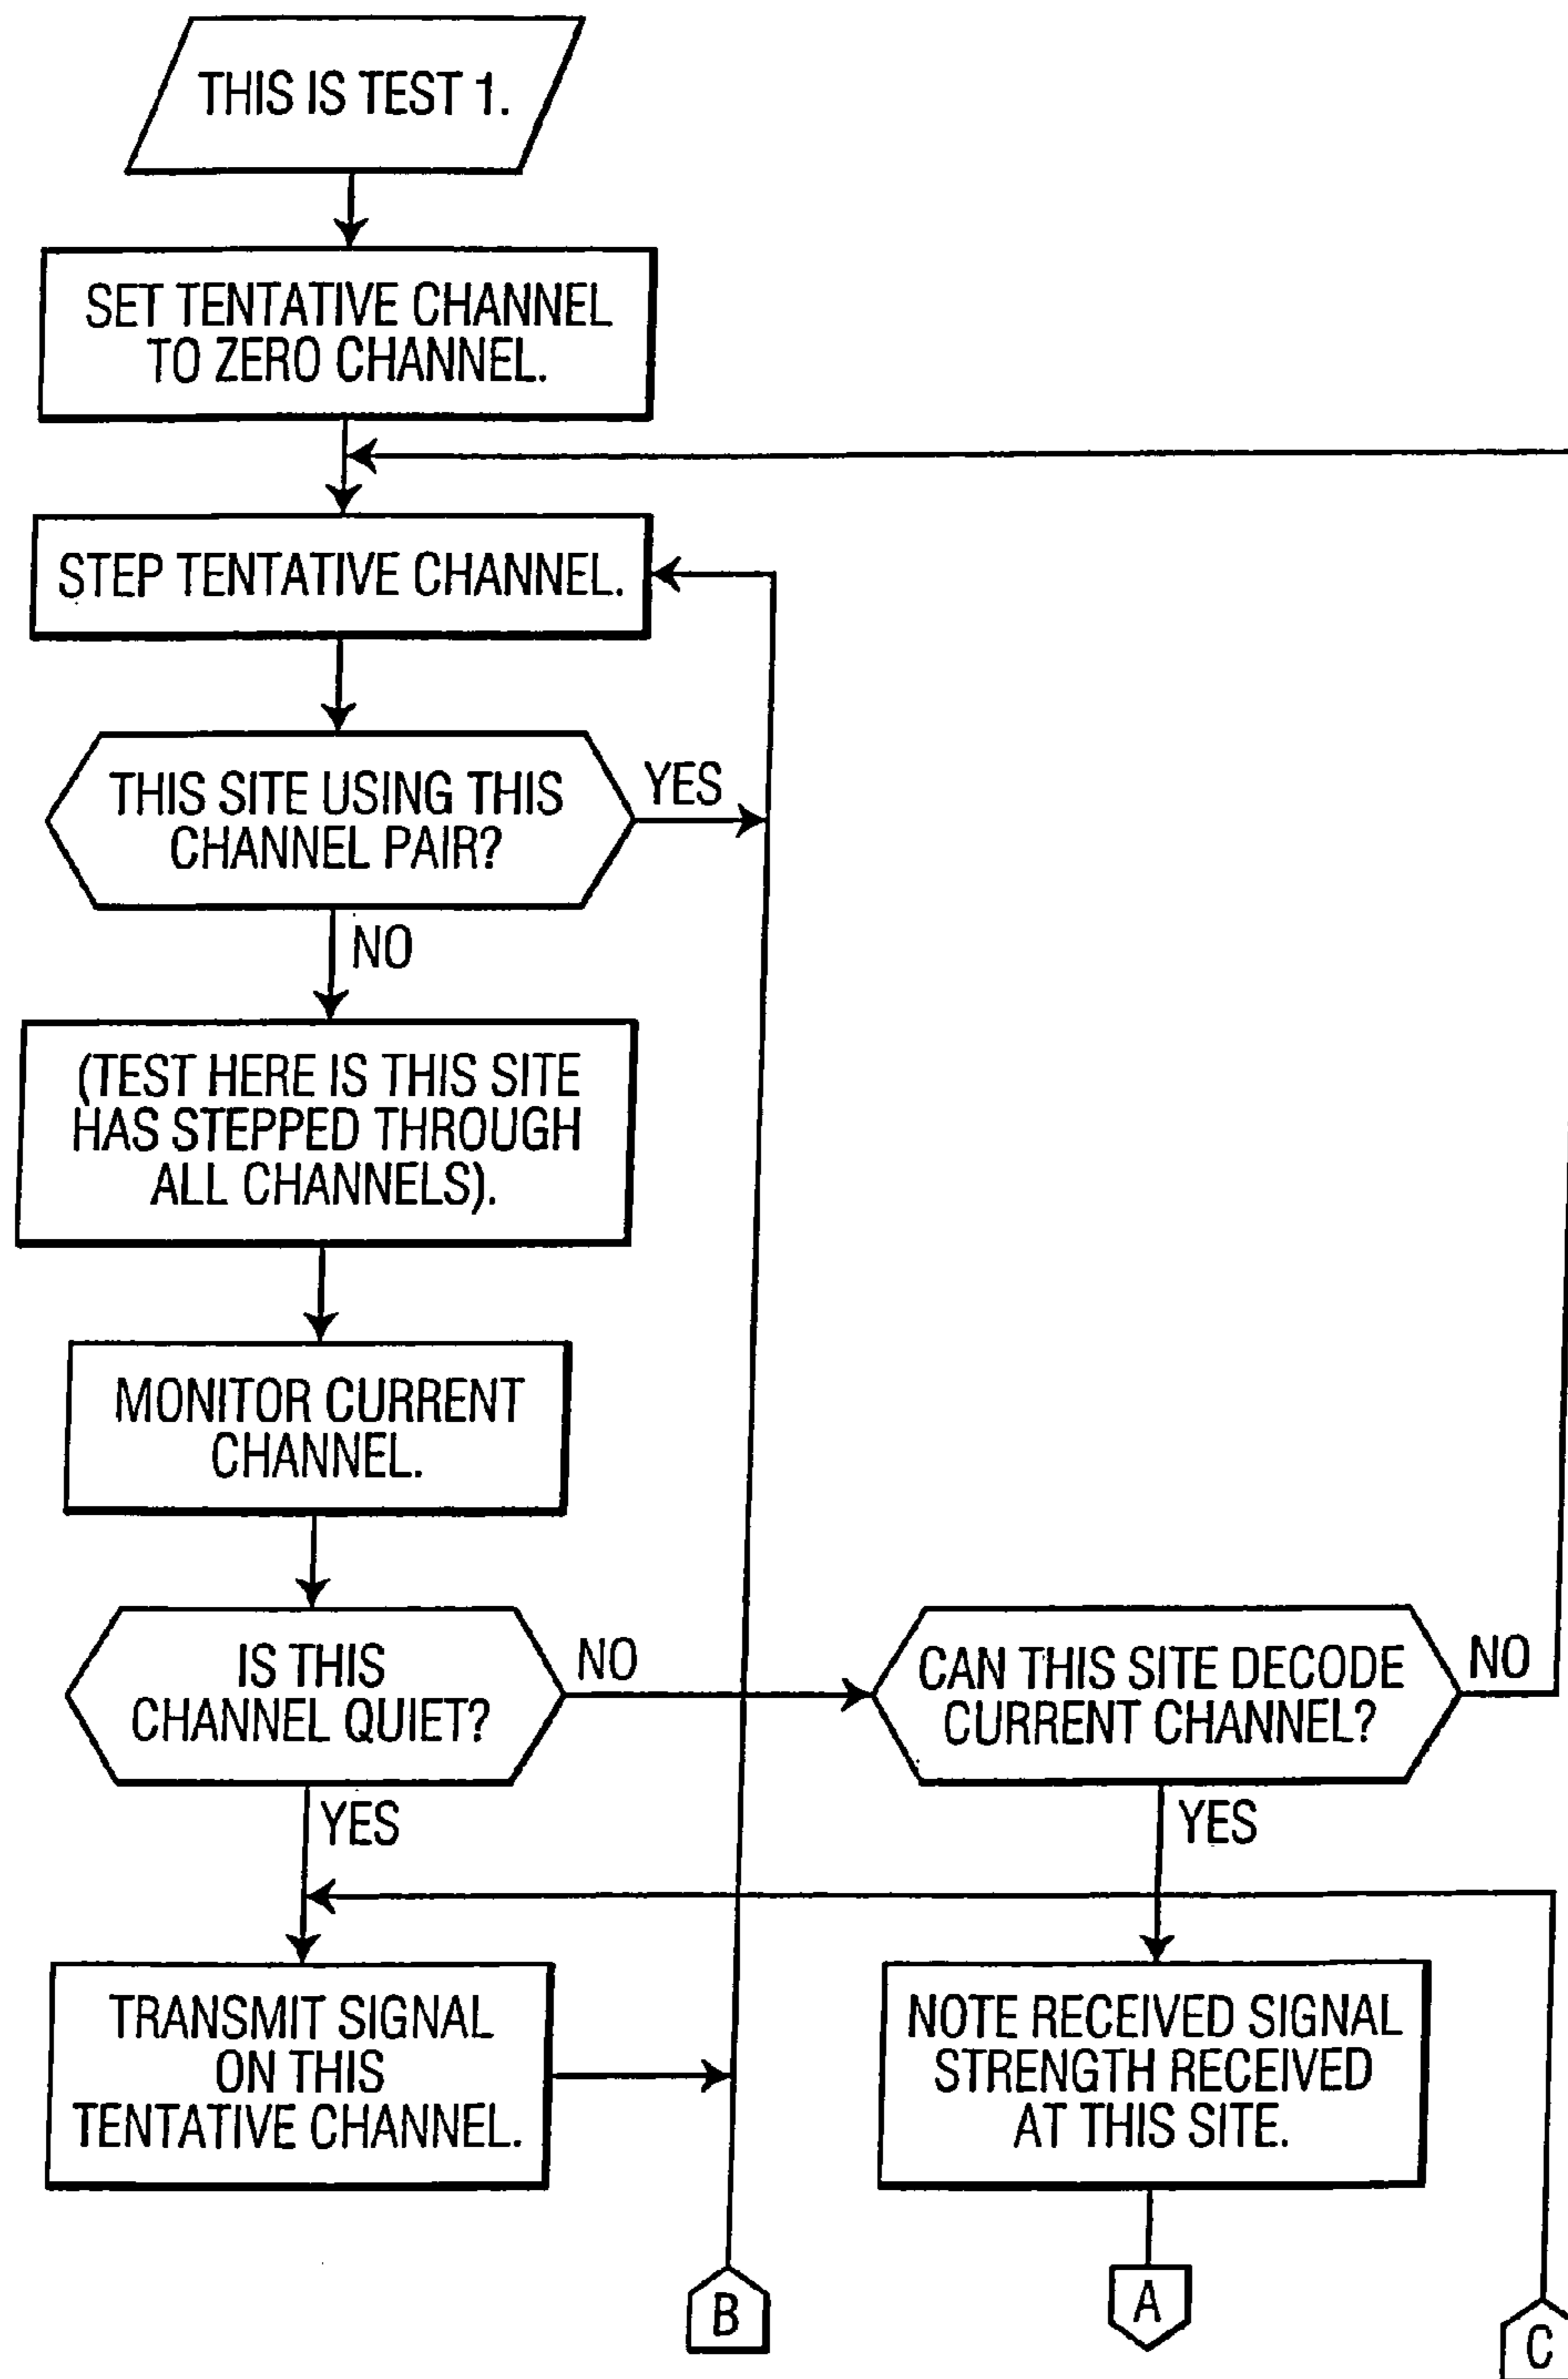 THIS IS TEST 1.
SET TENTATIVE CHANNEL
TO ZERO CHANNEL.
STEP TENTATIVE CHANNEL.
THIS SITE USING THIS
CHANNEL PAIR?
YES
NO
(TEST HERE IS THIS SITE
HAS STEPPED THROUGH
ALL CHANNELS).
MONITOR CURRENT
CHANNEL.
IS THIS
CHANNEL QUIET?
NO
YES
CAN THIS SITE DECODE
CURRENT CHANNEL?
NO
YES
TRANSMIT SIGNAL
ON THIS
TENTATIVE CHANNEL.
NOTE RECEIVED SIGNAL
STRENGTH RECEIVED
AT THIS SITE.
B
A
C